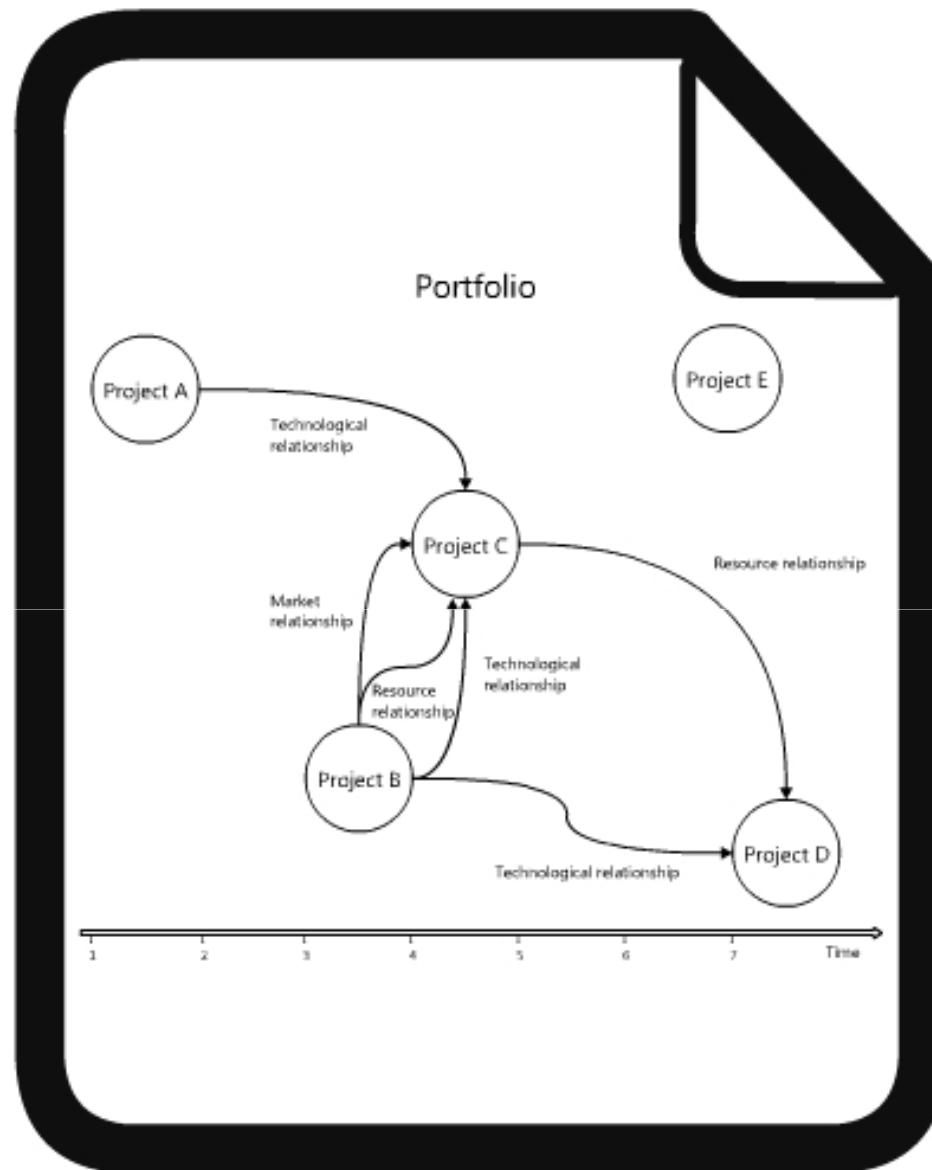 Portfolio
Project A
Project E
Technological
relationship
Project C
Resource relationship
Market
relationship
Technological
relationship
Resource
relationship
Project B
Project D
Technological relationship
1 2 3 4 5 6 7 Time